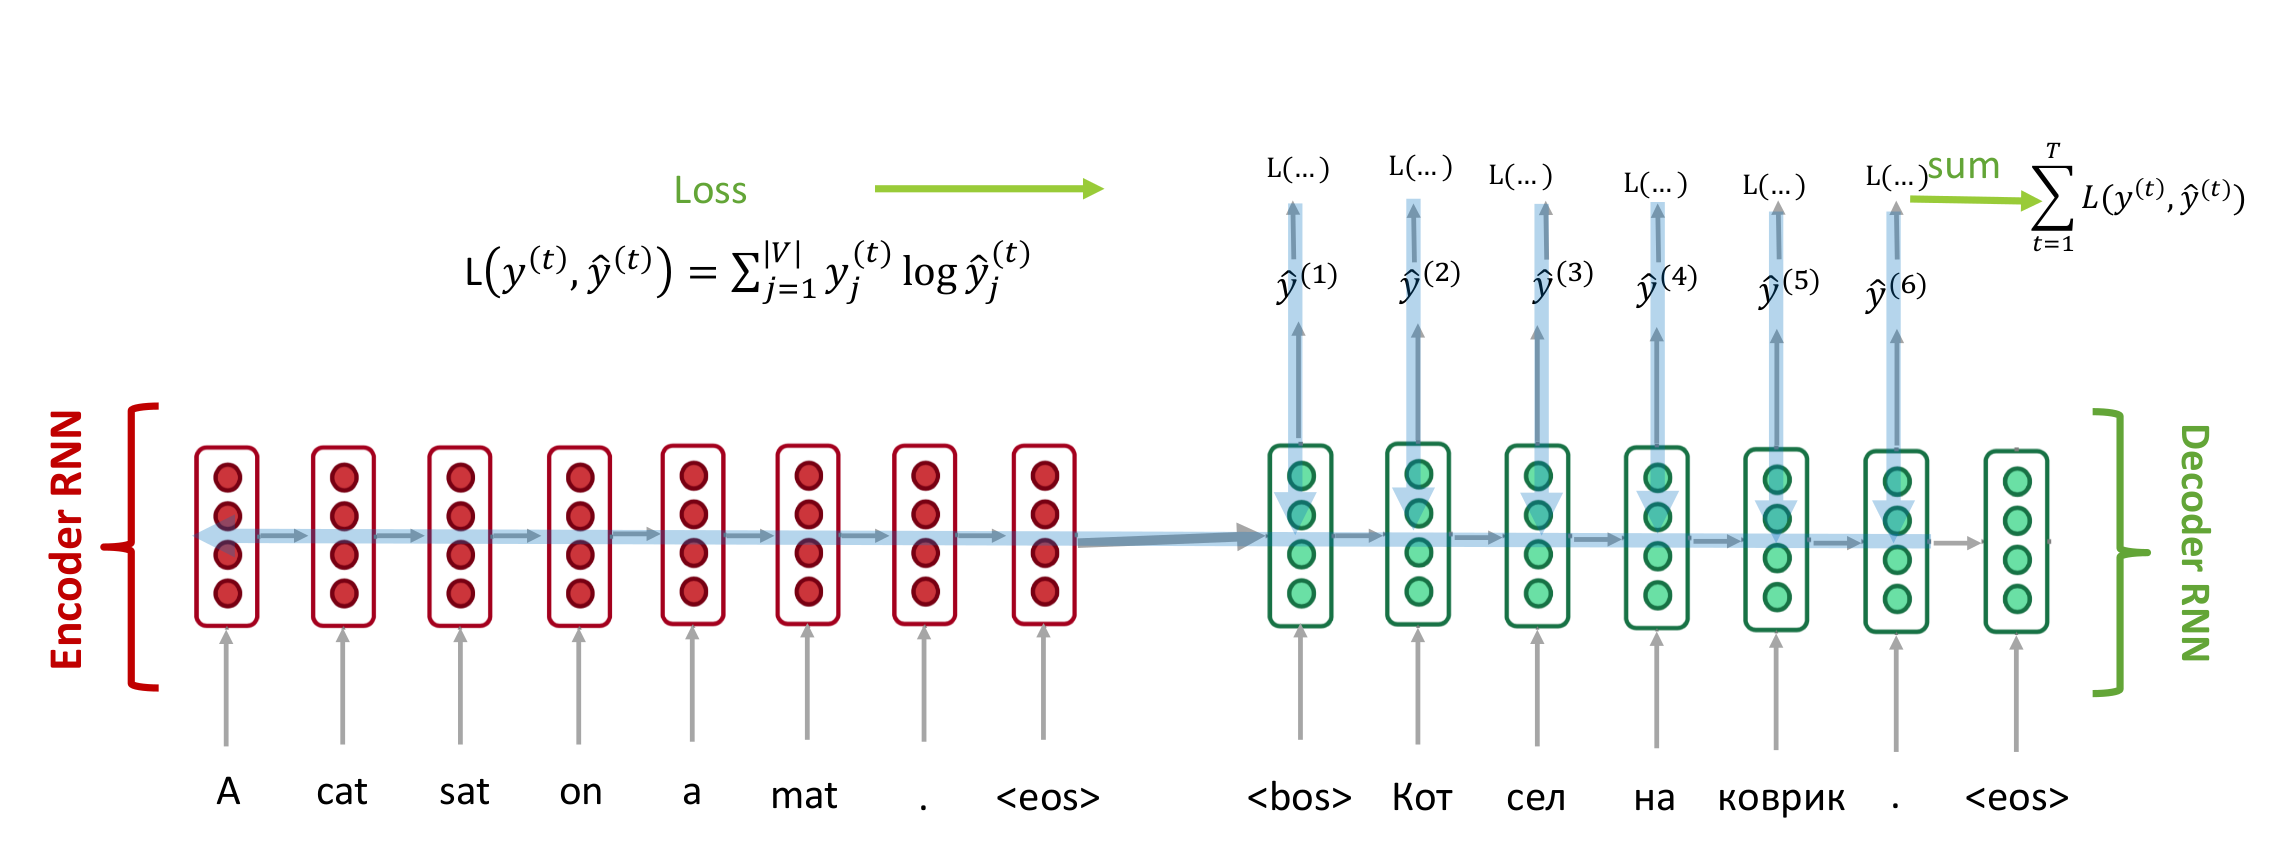 L(...) L(...) L(...) L(...) L(...) L(...)
Loss
sum
\sum_{t=1}^{T} L(y^{(t)}, \hat{y}^{(t)})
L(y^{(t)}, \hat{y}^{(t)}) = \sum_{j=1}^{|V|} y_j^{(t)} \log \hat{y}_j^{(t)}
\hat{y}^{(1)} \hat{y}^{(2)} \hat{y}^{(3)} \hat{y}^{(4)} \hat{y}^{(5)} \hat{y}^{(6)}
Encoder RNN
Decoder RNN
A cat sat on a mat . <eos>
<bos> Кот сел на коврик . <eos>